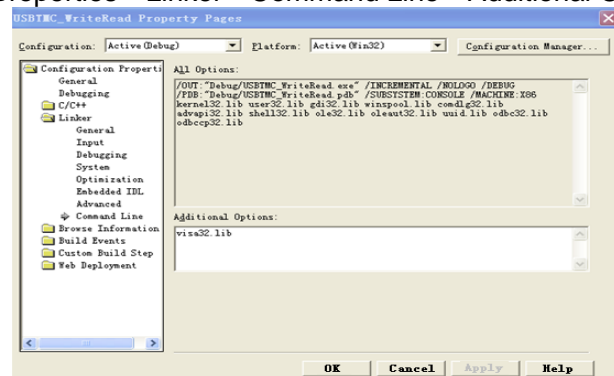 Properties – Linker – Command Line – Additional
USBTMC_WriteRead Property Pages
Configuration: Active(Debug) Platform: Active(Win32) Configuration Manager...
Configuration Properti
General
Debugging
C/C++
Linker
General
Input
Debugging
System
Optimization
Embedded IDL
Advanced
Command Line
Browse Information
Build Events
Custom Build Step
Web Deployment
All Options:
/OUT:"Debug/USBTMC_WriteRead.exe" /INCREMENTAL /NOLOGO /DEBUG
/PDB:"Debug/USBTMC_WriteRead.pdb" /SUBSYSTEM:CONSOLE /MACHINE:X86
kernel32.lib user32.lib gdi32.lib winspool.lib comdlg32.lib
advapi32.lib shell32.lib ole32.lib oleaut32.lib uuid.lib odbc32.lib
odbccp32.lib
Additional Options:
visa32.lib
OK Cancel Apply Help